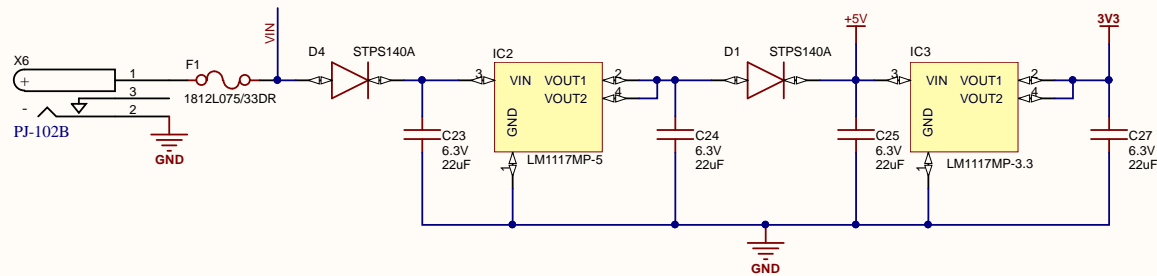 +5V
3V3
VIN
X6
F1
D4
STPS140A
IC2
D1
STPS140A
IC3
+
1
3
VIN
VOUT1
2
3
VIN
VOUT1
2
3
VOUT2
4
VOUT2
4
1812L075/33DR
-
2
GND
GND
PJ-102B
C23
6.3V
22uF
C24
6.3V
22uF
C25
6.3V
22uF
C27
6.3V
22uF
GND
1
LM1117MP-5
1
LM1117MP-3.3
GND